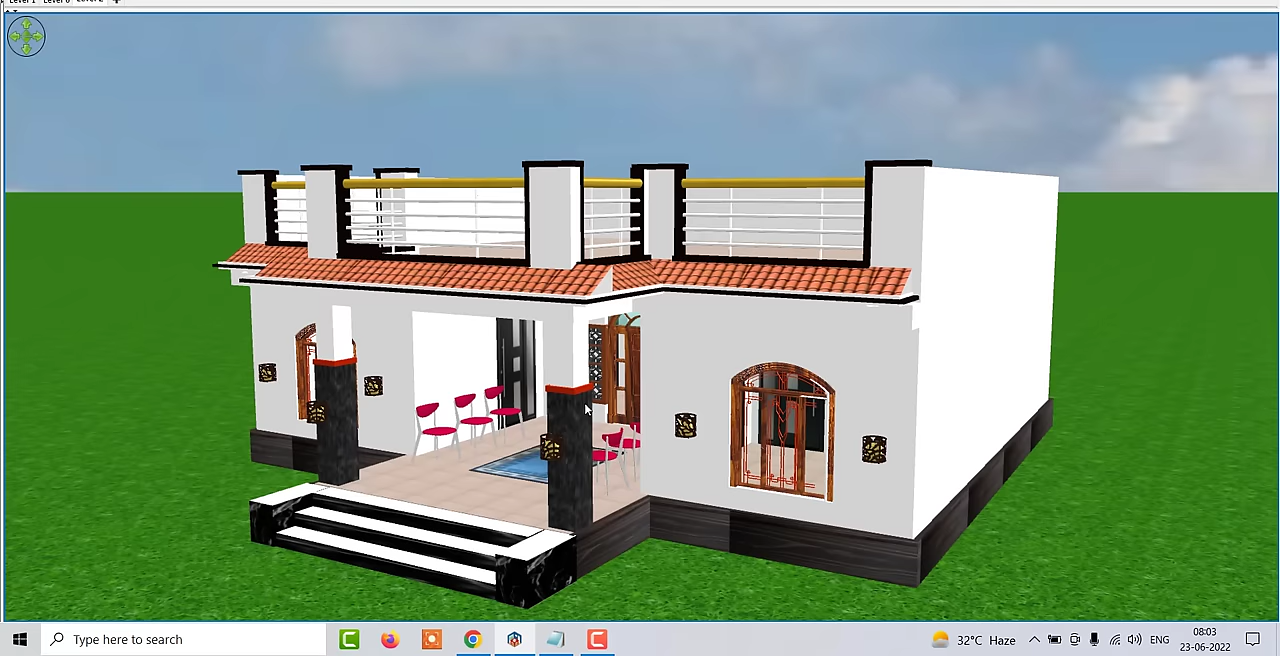 Type here to search
32°C Haze
ENG
08:03
23-06-2022